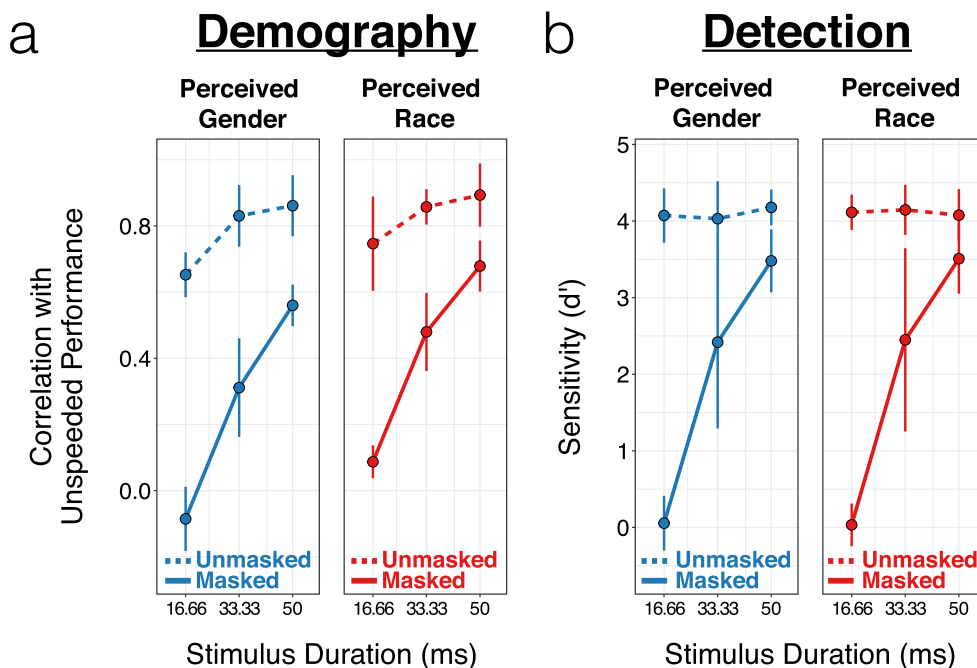 a
Demography
Perceived
Gender
Perceived
Race
Correlation with
Unspeeded Performance
0.8
0.4
0.0
Unmasked
Masked
Unmasked
Masked
16.66
33.33
50
16.66
33.33
50
Stimulus Duration (ms)
b
Detection
Perceived
Gender
Perceived
Race
Sensitivity (d')
5
4
3
2
1
0
Unmasked
Masked
Unmasked
Masked
16.66
33.33
50
16.66
33.33
50
Stimulus Duration (ms)